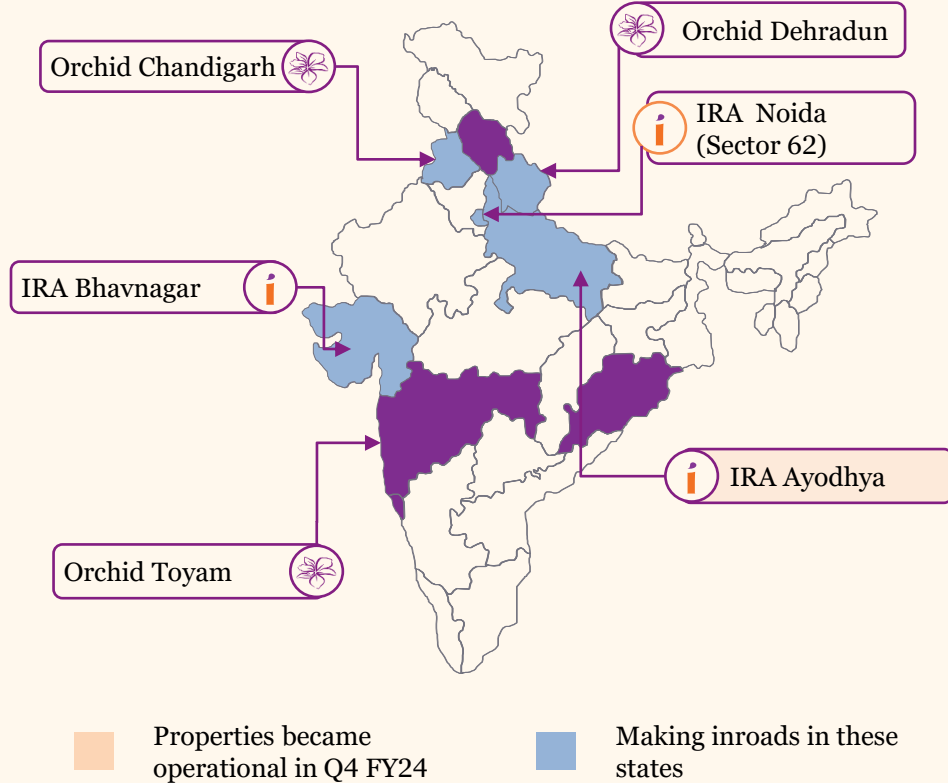 Orchid Dehradun
Orchid Chandigarh
IRA Noida
(Sector 62)
IRA Bhavnagar
IRA Ayodhya
Orchid Toyam
Properties became
operational in Q4 FY24
Making inroads in these
states